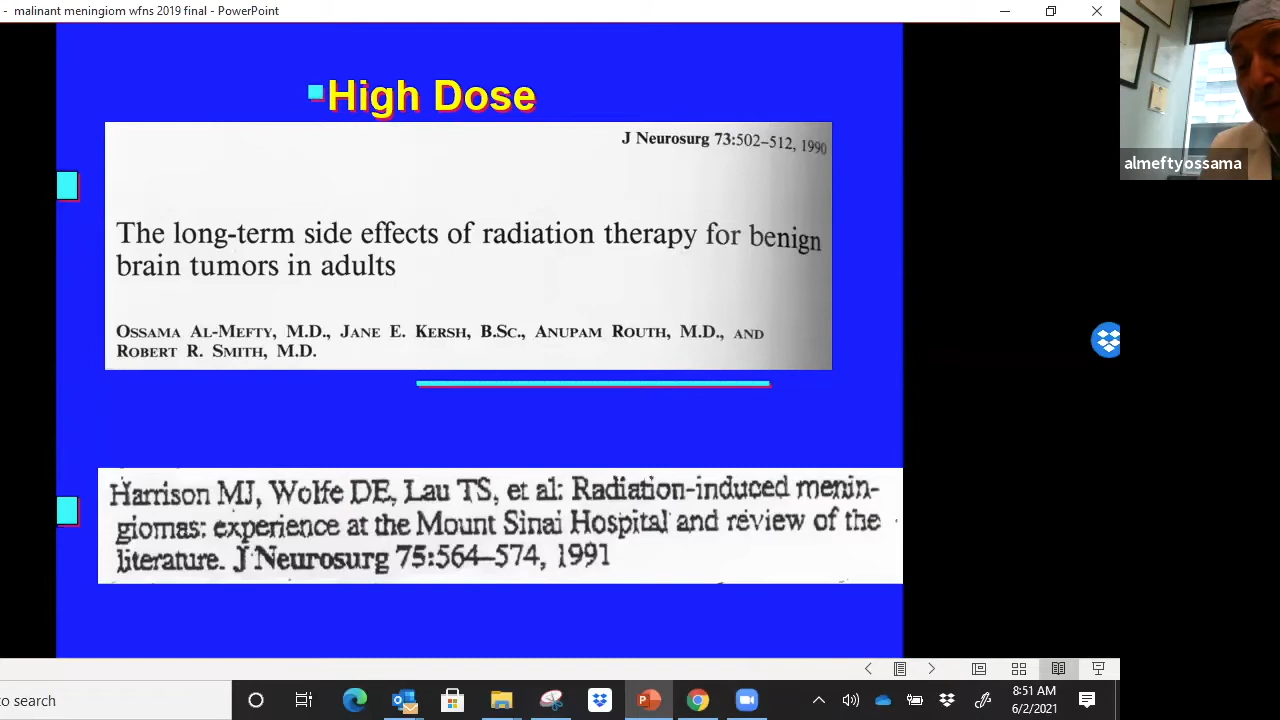 - malinant meningiom wfns 2019 final - PowerPoint
High Dose
J Neurosurg 73:502–512, 1990
The long-term side effects of radiation therapy for benign
brain tumors in adults
OSSAMA AL-MEFTY, M.D., JANE E. KERSH, B.SC., ANUPAM ROUTH, M.D., AND
ROBERT R. SMITH, M.D.
Harrison MJ, Wolfe DE, Lau TS, et al: Radiation-induced menin-
giomas: experience at the Mount Sinai Hospital and review of the
literature. J Neurosurg 75:564–574, 1991
almeftyossama
to search
8:51 AM
6/2/2021